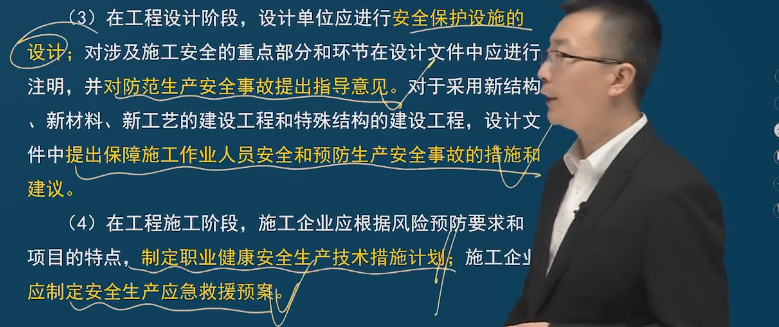 （3）在工程设计阶段，设计单位应进行安全保护设施的
设计；对涉及施工安全的重点部分和环节在设计文件中应进行
注明，并对防范生产安全事故提出指导意见。对于采用新结构
、新材料、新工艺的建设工程和特殊结构的建设工程，设计文
件中提出保障施工作业人员安全和预防生产安全事故的措施和
建议。
（4）在工程施工阶段，施工企业应根据风险预防要求和
项目的特点，制定职业健康安全生产技术措施计划；施工企业
应制定安全生产应急救援预案。